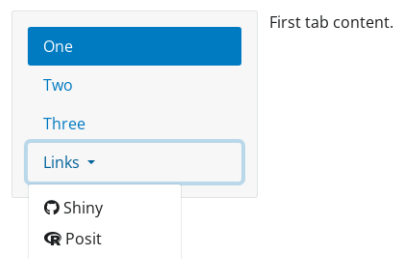 One
First tab content.
Two
Three
Links
Shiny
Posit